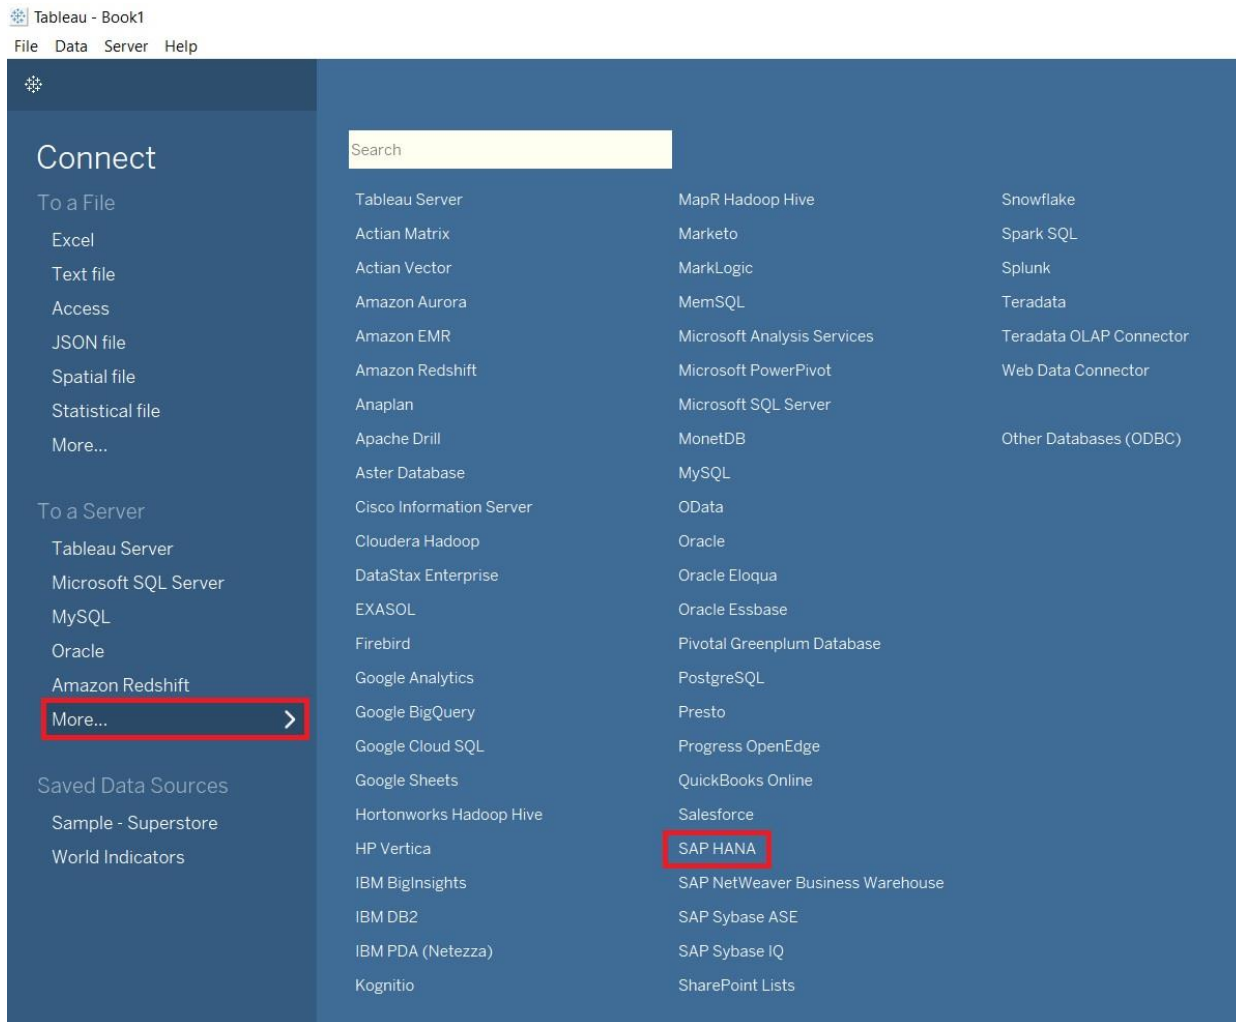 Tableau - Book1
File Data Server Help
Connect
To a File
Excel
Text file
Access
JSON file
Spatial file
Statistical file
More...
To a Server
Tableau Server
Microsoft SQL Server
MySQL
Oracle
Amazon Redshift
More...
Saved Data Sources
Sample - Superstore
World Indicators
Search
Tableau Server
Actian Matrix
Actian Vector
Amazon Aurora
Amazon EMR
Amazon Redshift
Anaplan
Apache Drill
Aster Database
Cisco Information Server
Cloudera Hadoop
DataStax Enterprise
EXASOL
Firebird
Google Analytics
Google BigQuery
Google Cloud SQL
Google Sheets
Hortonworks Hadoop Hive
HP Vertica
IBM BigInsights
IBM DB2
IBM PDA (Netezza)
Kognitio
MapR Hadoop Hive
Marketo
MarkLogic
MemSQL
Microsoft Analysis Services
Microsoft PowerPivot
Microsoft SQL Server
MonetDB
MySQL
OData
Oracle
Oracle Eloqua
Oracle Essbase
Pivotal Greenplum Database
PostgreSQL
Presto
Progress OpenEdge
QuickBooks Online
Salesforce
SAP HANA
SAP NetWeaver Business Warehouse
SAP Sybase ASE
SAP Sybase IQ
SharePoint Lists
Snowflake
Spark SQL
Splunk
Teradata
Teradata OLAP Connector
Web Data Connector
Other Databases (ODBC)